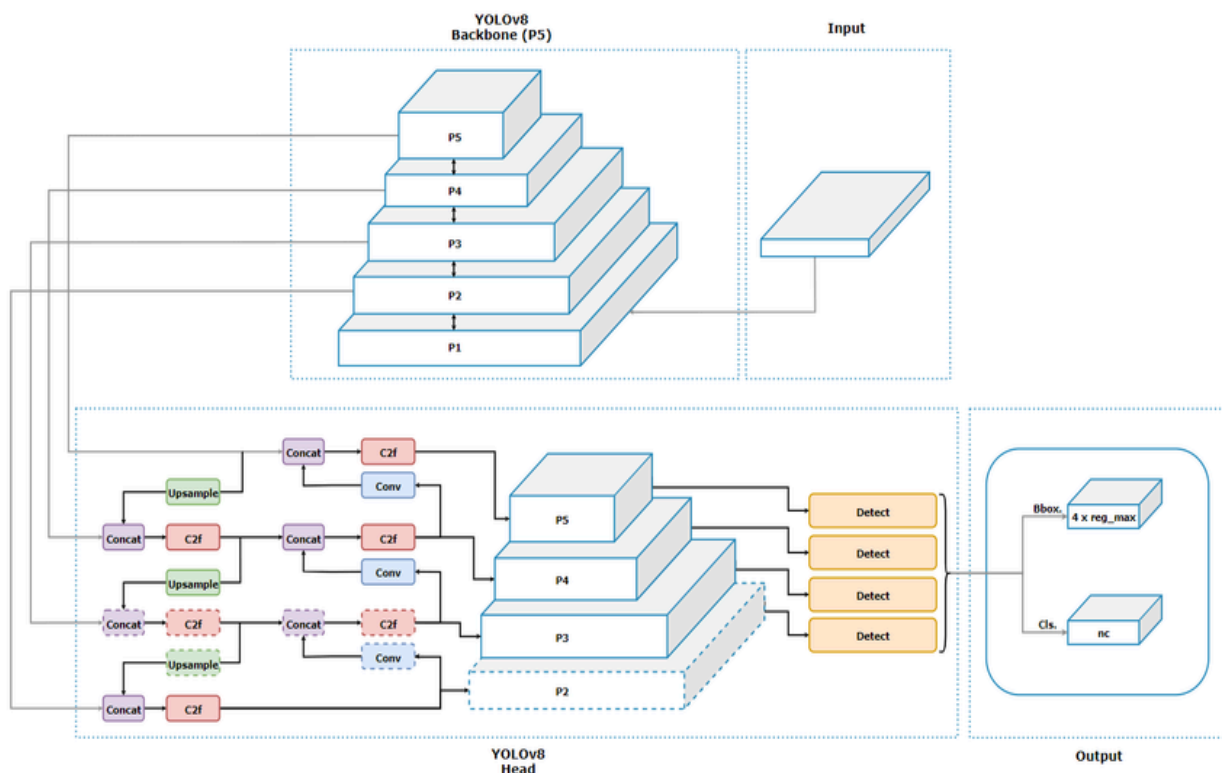 YOLOv8
Backbone (P5)
Input
P5
P4
P3
P2
P1
Concat
C2f
Upsample
Conv
P5
Detect
Concat
C2f
Concat
C2f
P4
Detect
Upsample
Conv
Concat
C2f
Concat
C2f
P3
Detect
Upsample
Conv
Concat
C2f
P2
Detect
Bbox.
4 x reg_max
Cls.
nc
YOLOv8
Head
Output